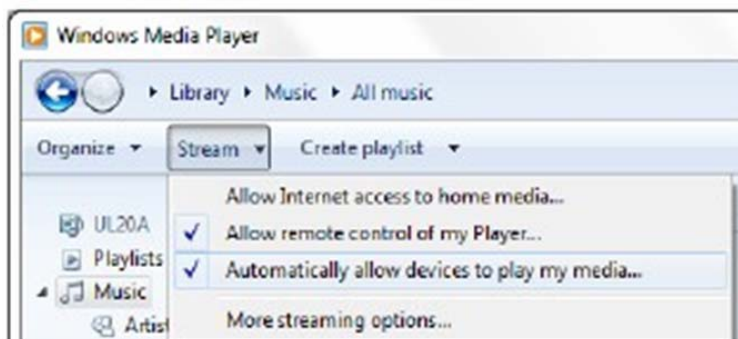 Windows Media Player
Library Music All music
Organize Stream Create playlist
Allow Internet access to home media...
UL20A
Allow remote control of my Player...
Playlists
Automatically allow devices to play my media...
Music
Artist
More streaming options...